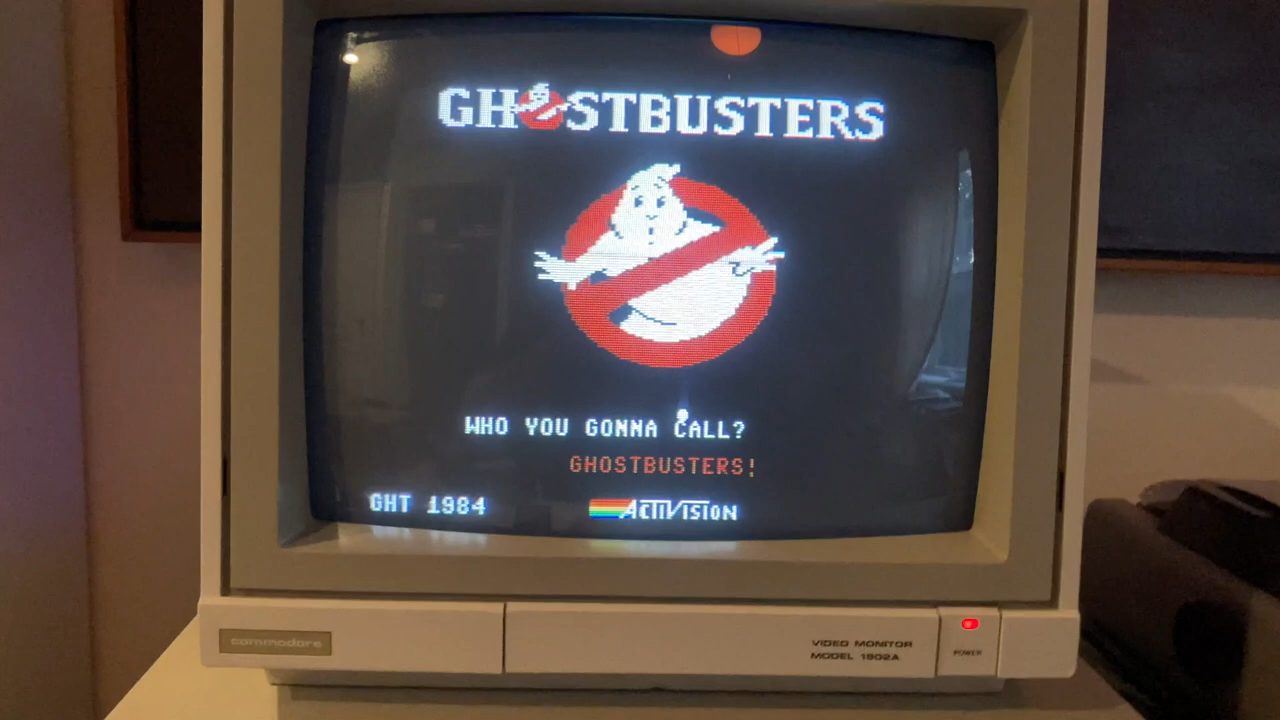 GHOSTBUSTERS
WHO YOU GONNA CALL?
GHOSTBUSTERS!
GHT 1984 ACTIVISION
commodore
VIDEO MONITOR
MODEL 1902A
POWER